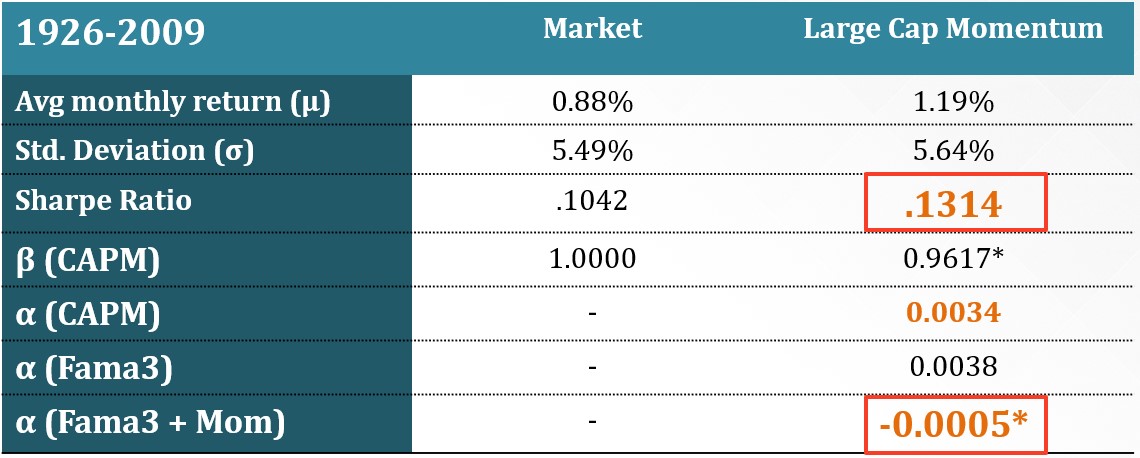 1926-2009 Market Large Cap Momentum
Avg monthly return (μ) 0.88% 1.19%
Std. Deviation (σ) 5.49% 5.64%
Sharpe Ratio .1042 .1314
β (CAPM) 1.0000 0.9617*
α (CAPM) - 0.0034
α (Fama3) - 0.0038
α (Fama3 + Mom) - -0.0005*